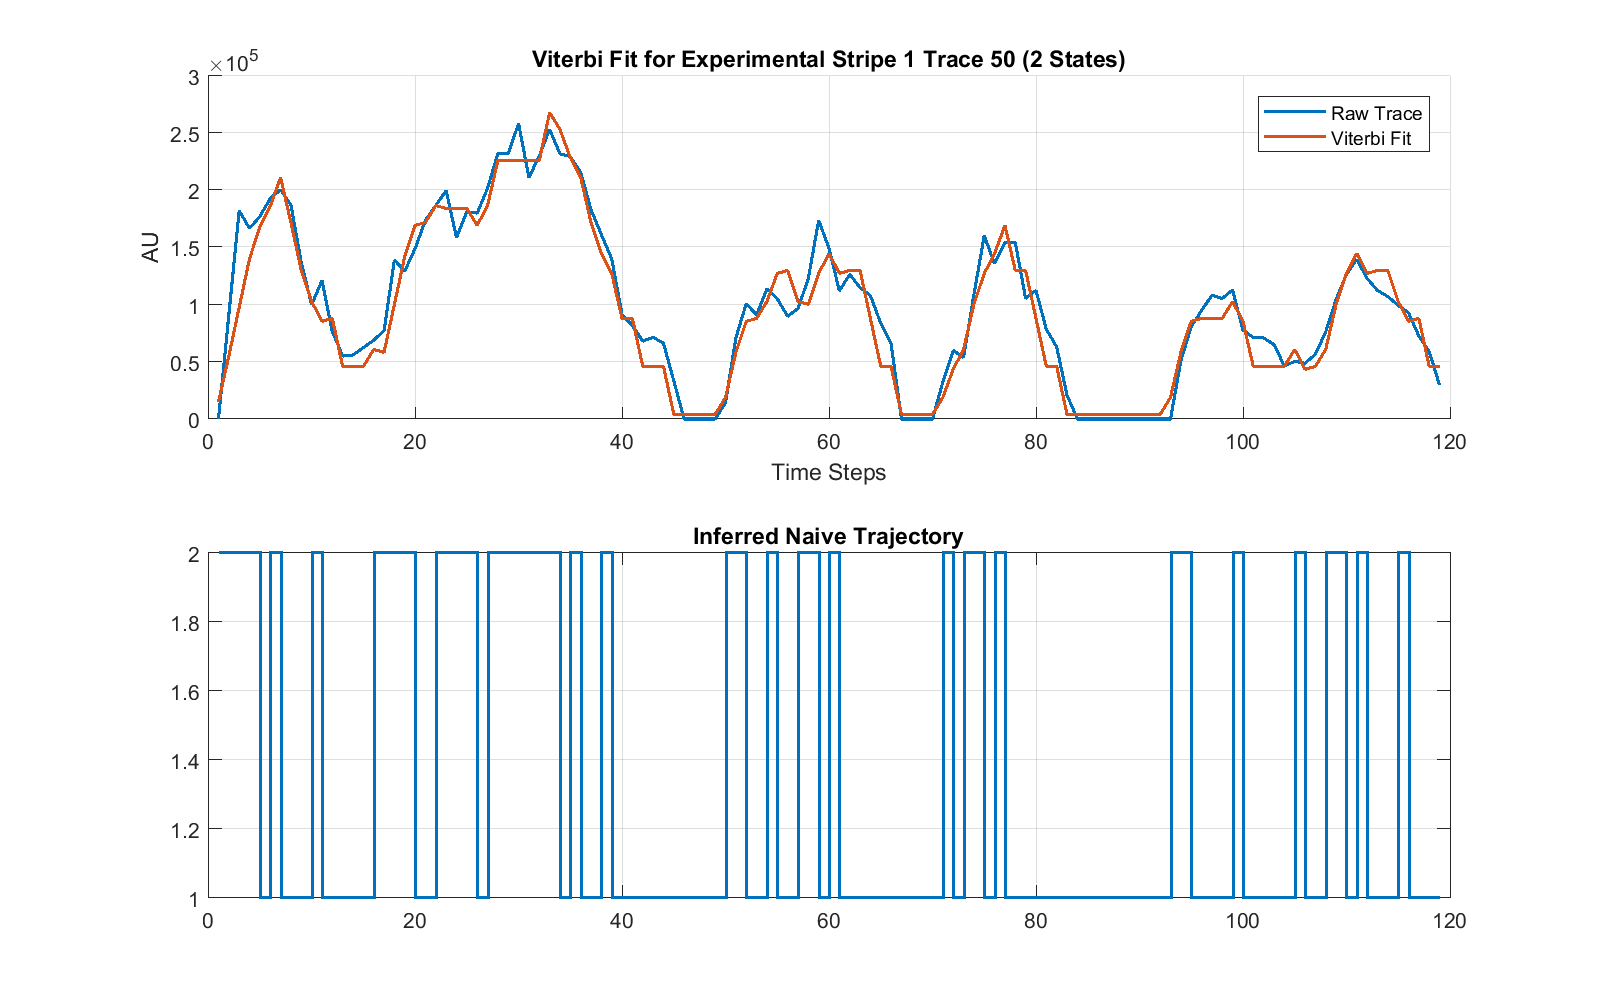 Viterbi Fit for Experimental Stripe 1 Trace 50 (2 States)
×10^5
3
2.5
2
1.5
1
0.5
0
AU
Raw Trace
Viterbi Fit
0 20 40 60 80 100 120
Time Steps
Inferred Naive Trajectory
2
1.8
1.6
1.4
1.2
1
0 20 40 60 80 100 120